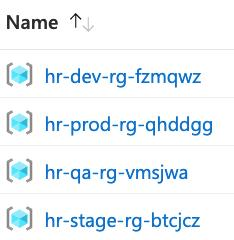 Name ↑↓
hr-dev-rg-fzmqwz
hr-prod-rg-qhddgg
hr-qa-rg-vmsjwa
hr-stage-rg-btcjcz